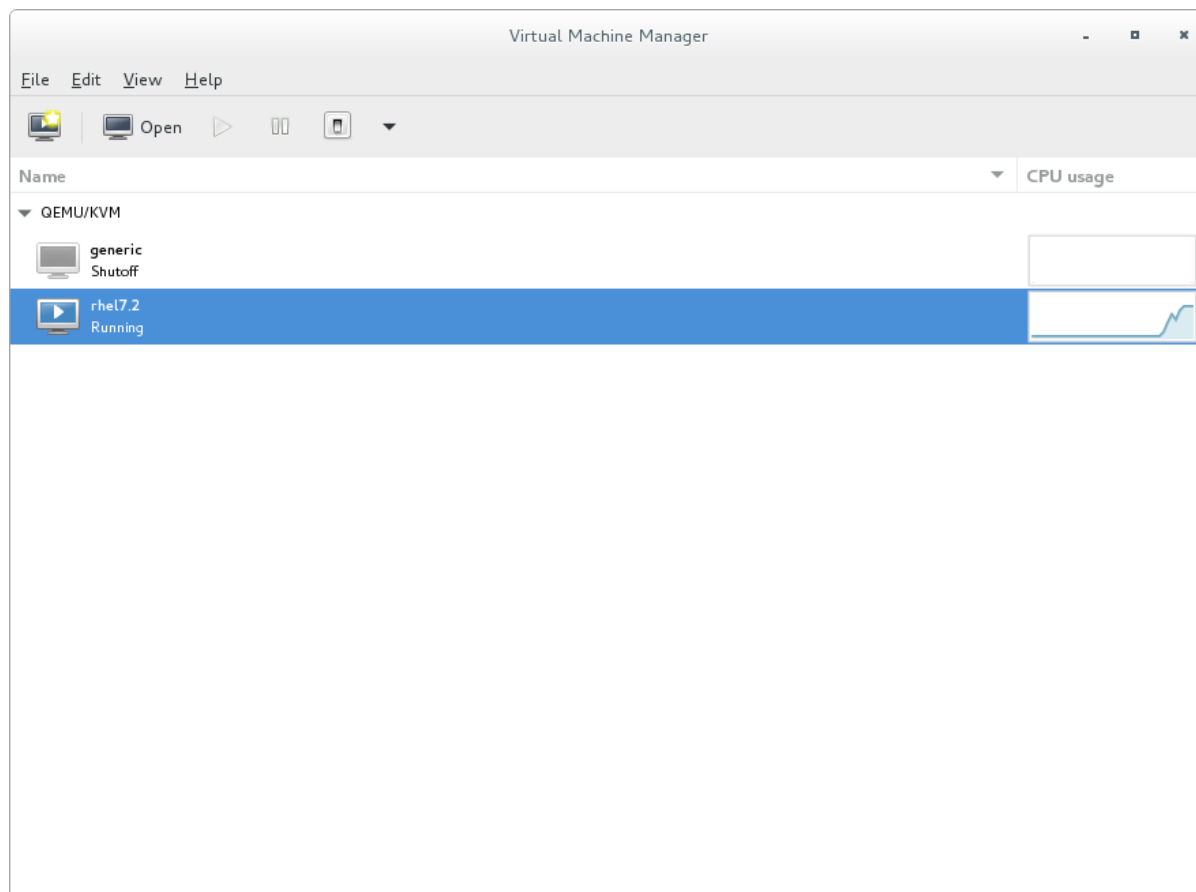 Virtual Machine Manager
File Edit View Help
Open
Name CPU usage
QEMU/KVM
generic
Shutoff
rhel7.2
Running